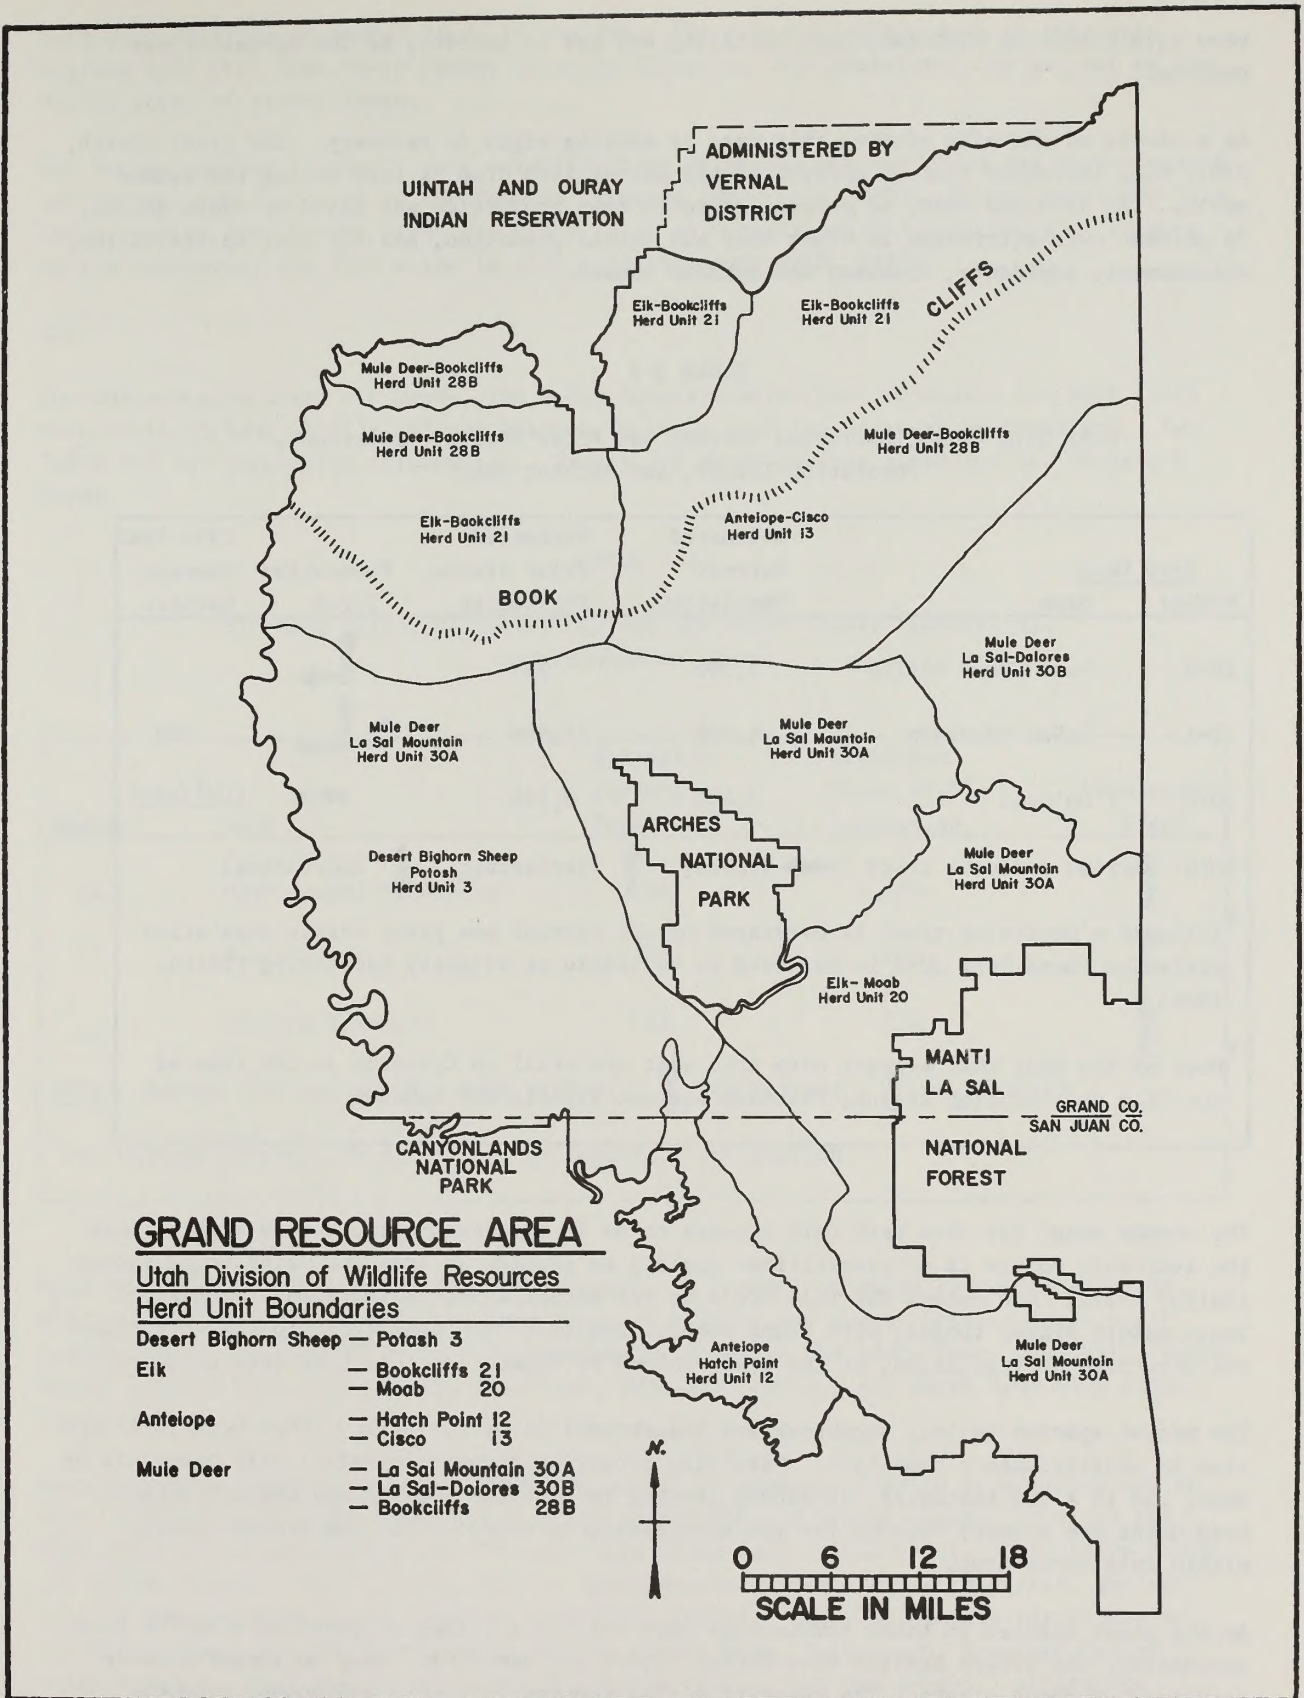 ADMINISTERED BY
VERNAL
DISTRICT
UINTAH AND OURAY
INDIAN RESERVATION
Elk-Bookcliffs
Herd Unit 21
Elk-Bookcliffs
Herd Unit 21
CLIFFS
Mule Deer-Bookcliffs
Herd Unit 28B
Mule Deer-Bookcliffs
Herd Unit 28B
Mule Deer-Bookcliffs
Herd Unit 28B
Elk-Bookcliffs
Herd Unit 21
Antelope-Cisco
Herd Unit 13
BOOK
Mule Deer
La Sal-Dalores
Herd Unit 30B
Mule Deer
La Sal Mountain
Herd Unit 30A
Mule Deer
La Sal Mountain
Herd Unit 30A
ARCHES
NATIONAL
PARK
Desert Bighorn Sheep
Potosh
Herd Unit 3
Mule Deer
La Sal Mountain
Herd Unit 30A
Elk-Moab
Herd Unit 20
MANTI
LA SAL
GRAND CO.
SAN JUAN CO.
NATIONAL
FOREST
CANYONLANDS
NATIONAL
PARK
GRAND RESOURCE AREA
Utah Division of Wildlife Resources
Herd Unit Boundaries
Desert Bighorn Sheep — Potash 3
Elk — Bookcliffs 21
— Moab 20
Antelope — Hatch Point 12
— Cisco 13
Mule Deer — La Sal Mountain 30A
— La Sal-Dolores 30B
— Bookcliffs 28B
Antelope
Hatch Point
Herd Unit 12
Mule Deer
La Sal Mountain
Herd Unit 30A
N.
0 6 12 18
SCALE IN MILES